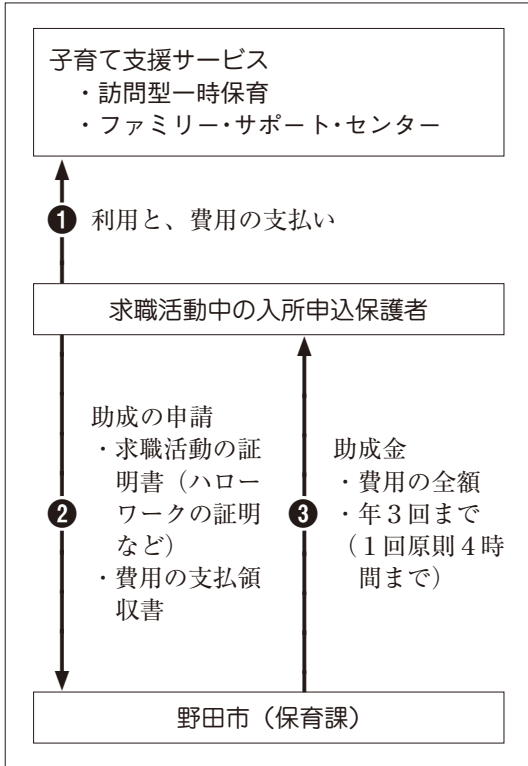 子育て支援サービス
・訪問型一時保育
・ファミリー・サポート・センター
❶ 利用と、費用の支払い
求職活動中の入所申込保護者
助成の申請
・求職活動の証
明書（ハロー
ワークの証明
など）
・費用の支払領
収書
❷
助成金
・費用の全額
・年３回まで
（１回原則４時
間まで）
❸
野田市（保育課）